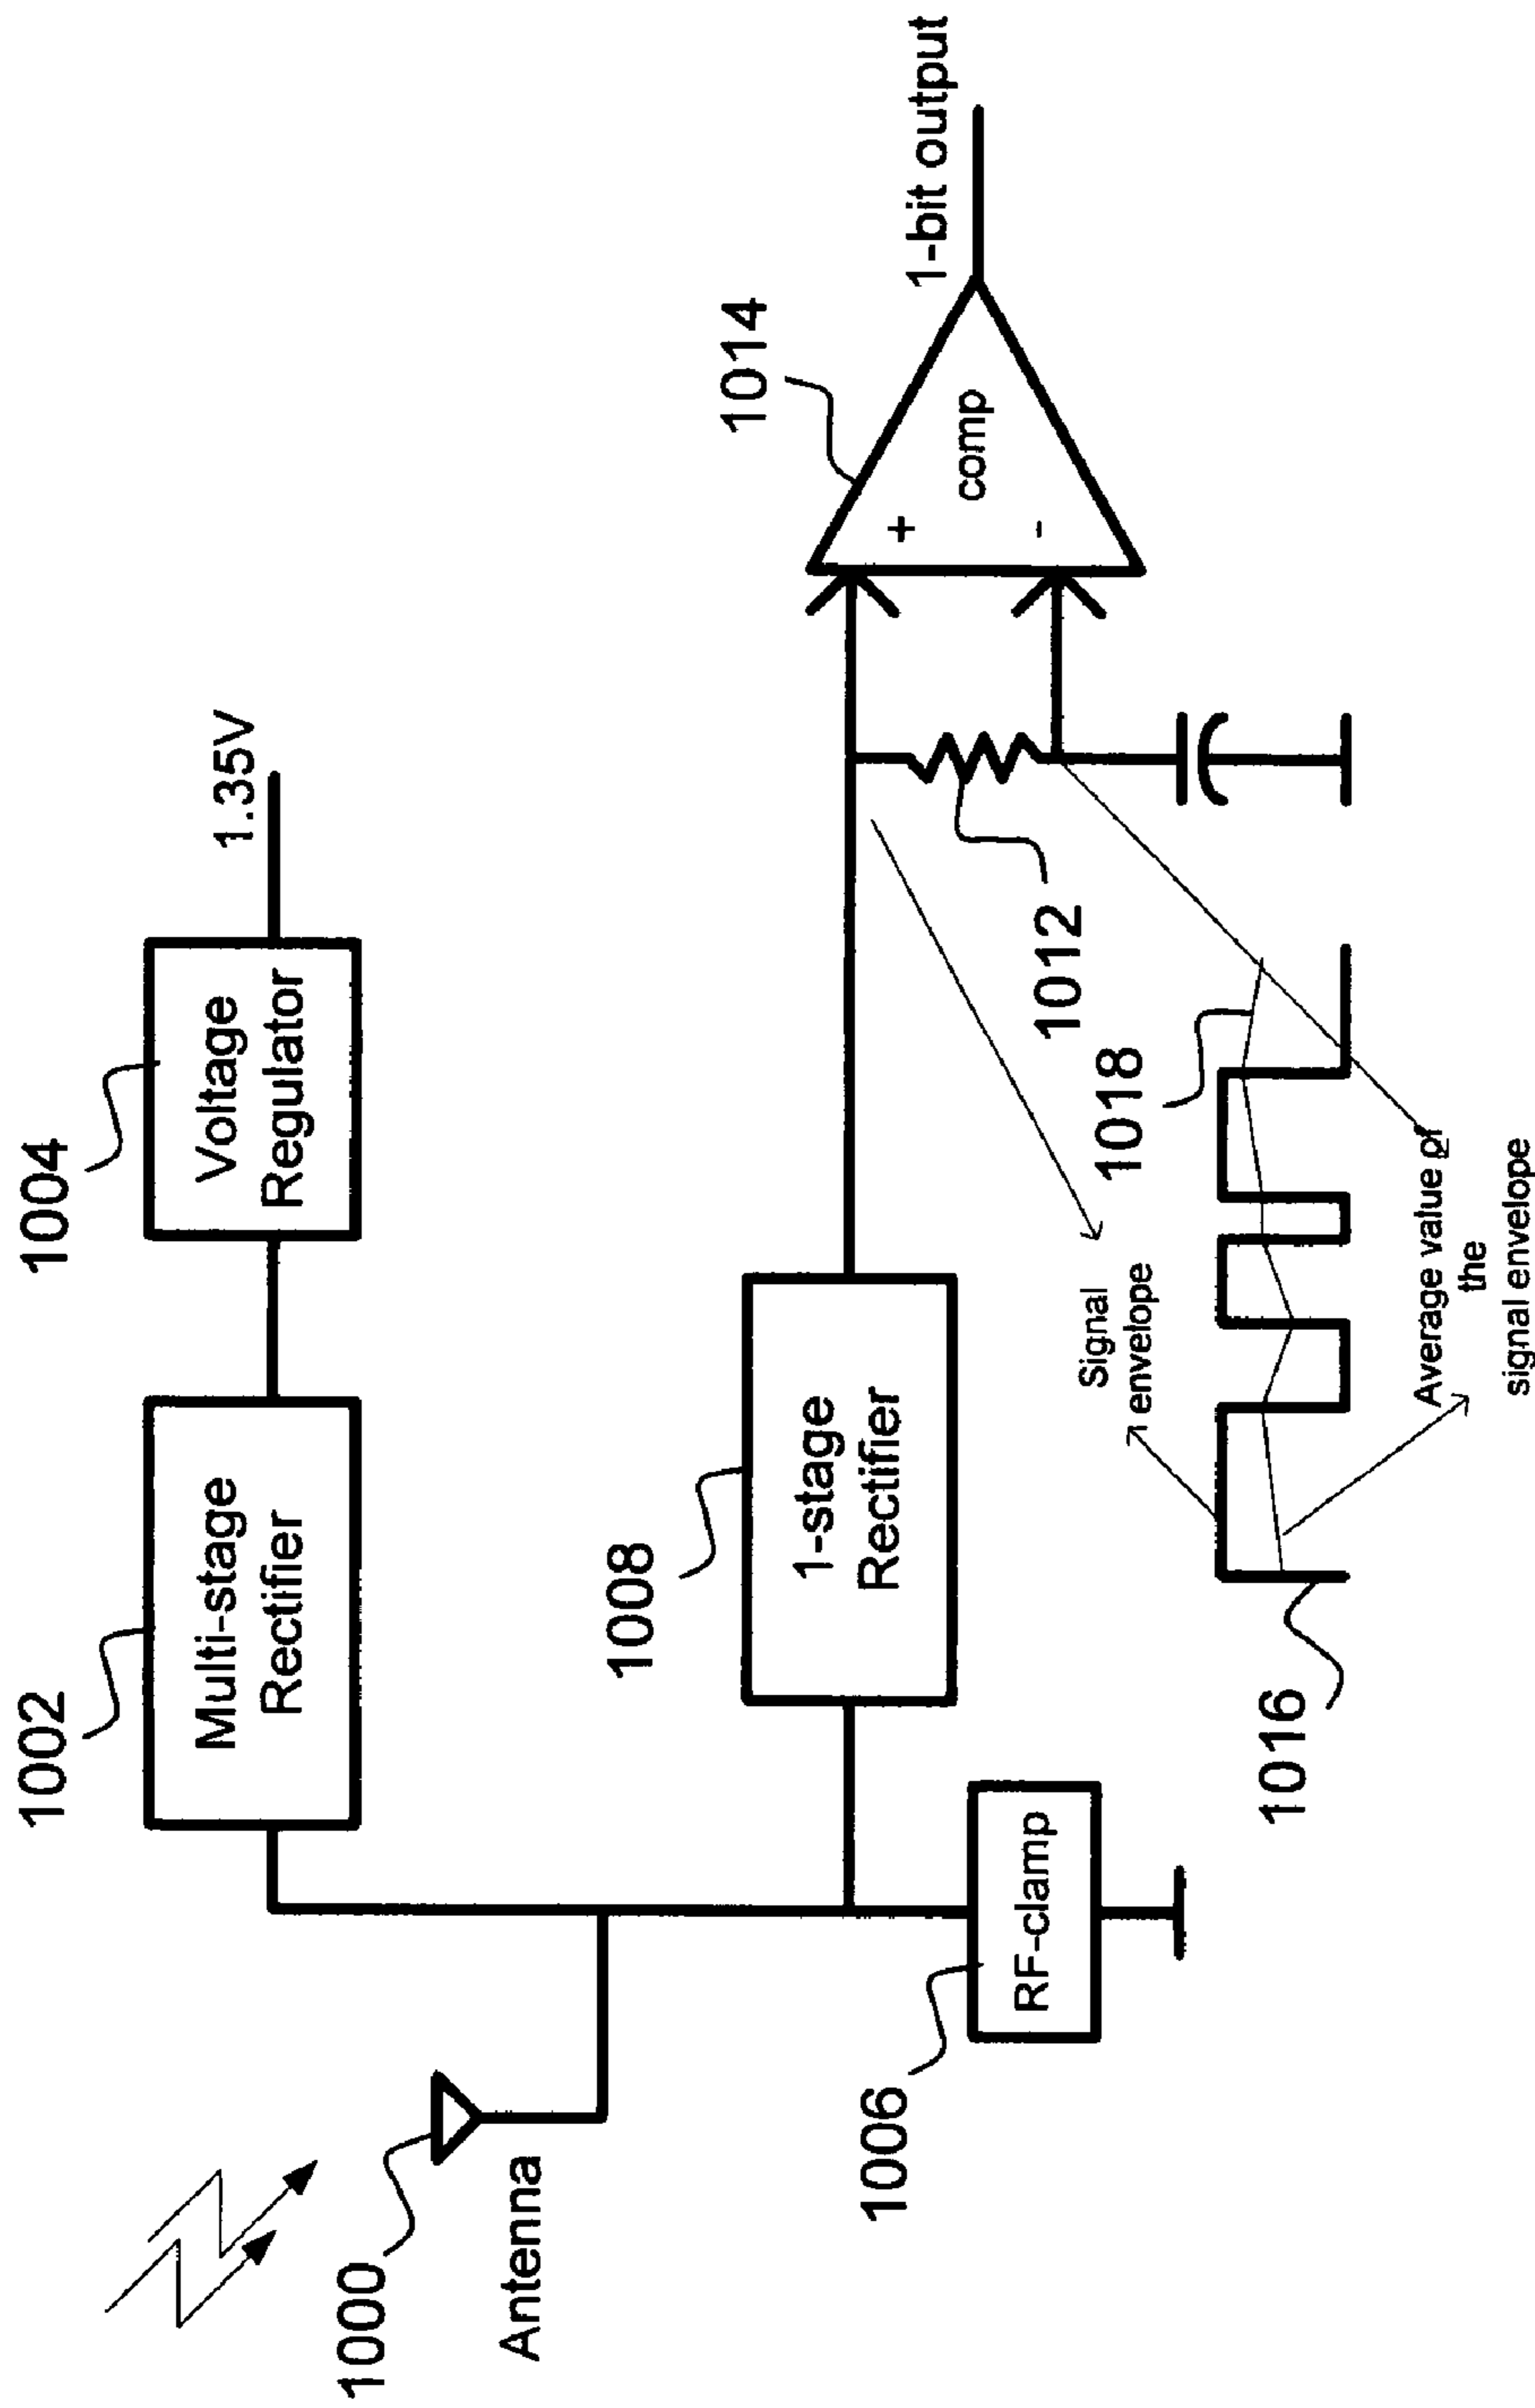 1002
1004
Multi-stage
Rectifier
Voltage
Regulator
1.35V
1000
Antenna
1006
RF-clamp
1008
1-stage
Rectifier
1014
+
-
comp
1-bit output
1012
1018
1016
Signal
envelope
Average value of
the
signal envelope